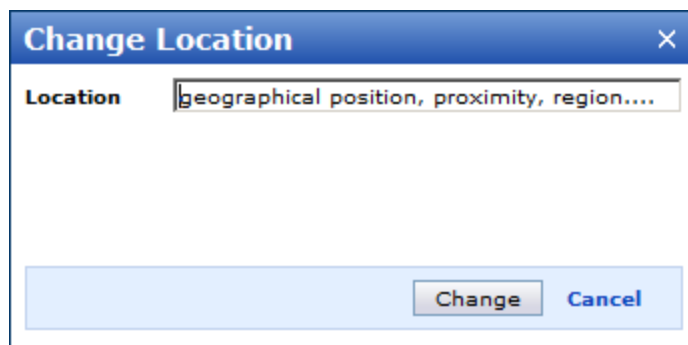 Change Location
Location geographical position, proximity, region....
Change Cancel